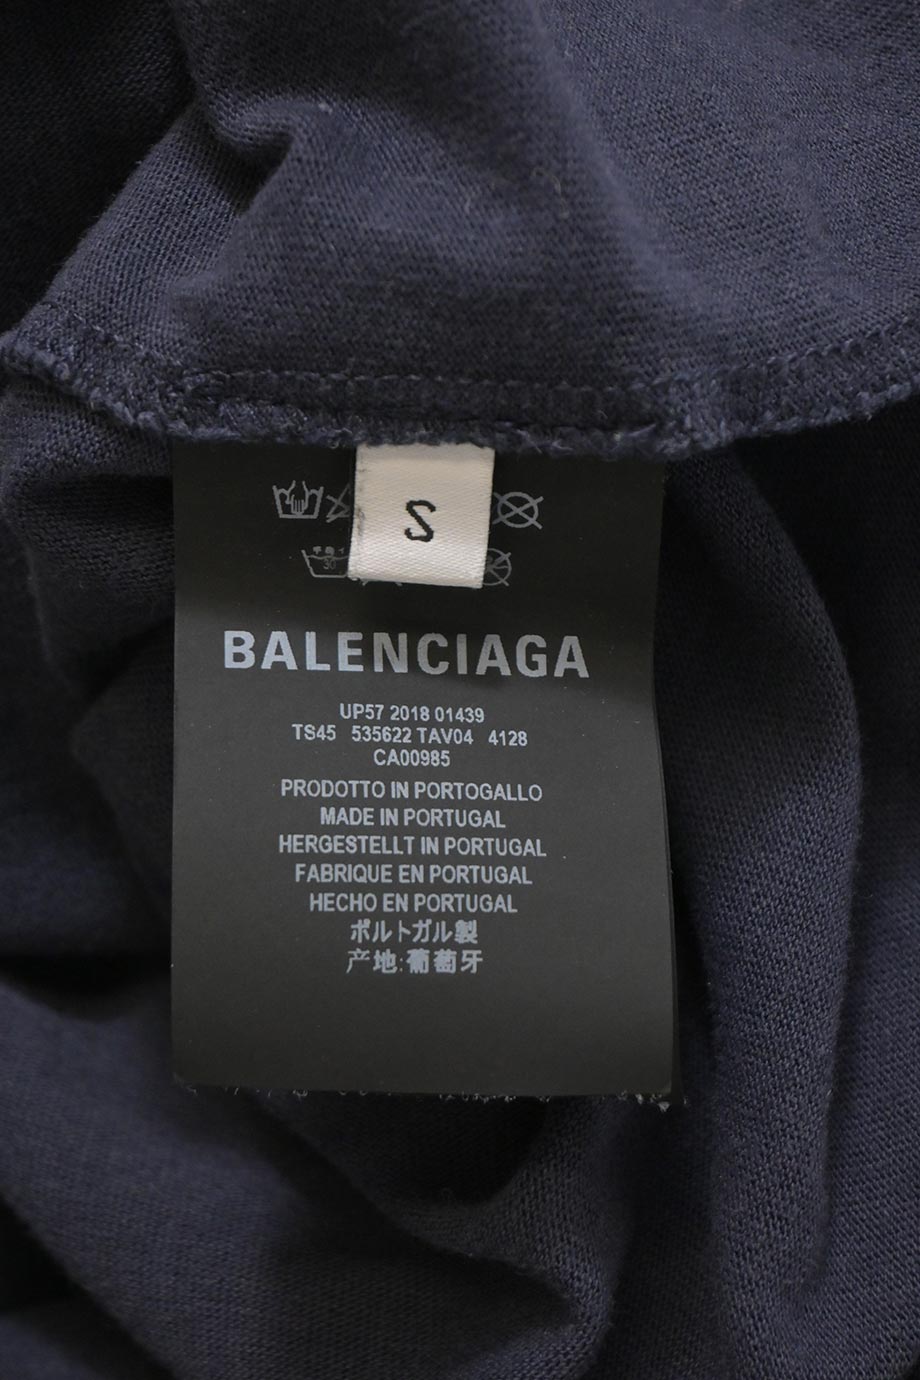 S
30
BALENCIAGA
UP57 2018 01439
TS45 535622 TAV04 4128
CA00985
PRODOTTO IN PORTOGALLO
MADE IN PORTUGAL
HERGESTELLT IN PORTUGAL
FABRIQUE EN PORTUGAL
HECHO EN PORTUGAL
ポルトガル製
产地:葡萄牙